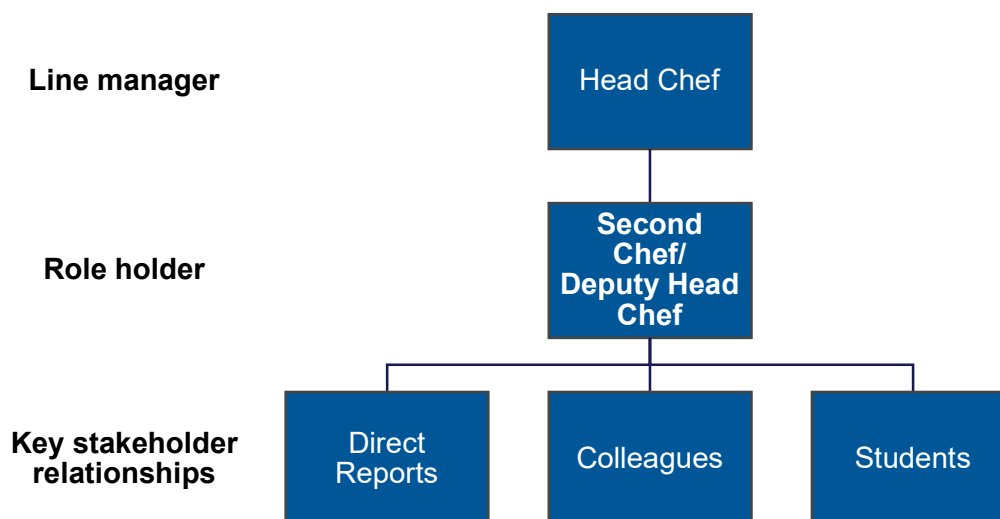 Line manager
Head Chef
Role holder
Second
Chef/
Deputy Head
Chef
Key stakeholder
relationships
Direct
Reports
Colleagues
Students